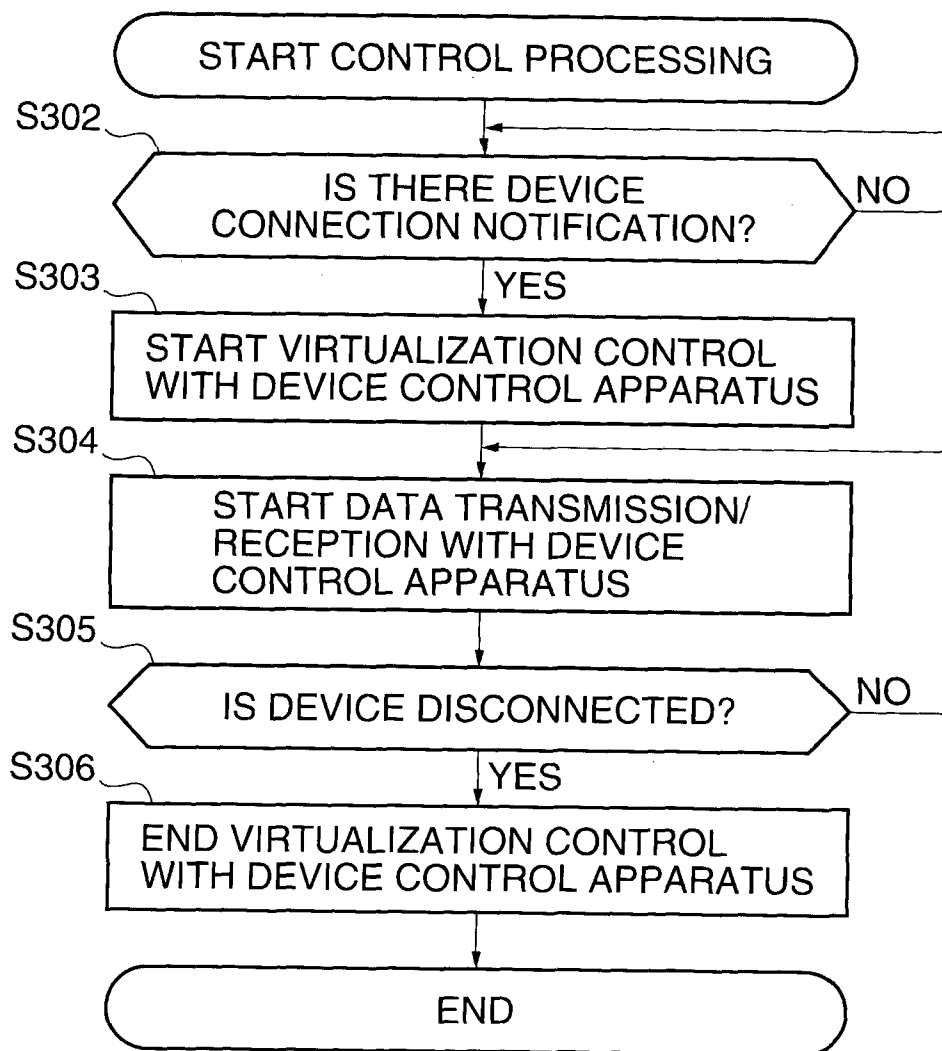 START CONTROL PROCESSING
S302
IS THERE DEVICE
CONNECTION NOTIFICATION?
NO
YES
S303
START VIRTUALIZATION CONTROL
WITH DEVICE CONTROL APPARATUS
S304
START DATA TRANSMISSION/
RECEPTION WITH DEVICE
CONTROL APPARATUS
S305
IS DEVICE DISCONNECTED?
NO
YES
S306
END VIRTUALIZATION CONTROL
WITH DEVICE CONTROL APPARATUS
END